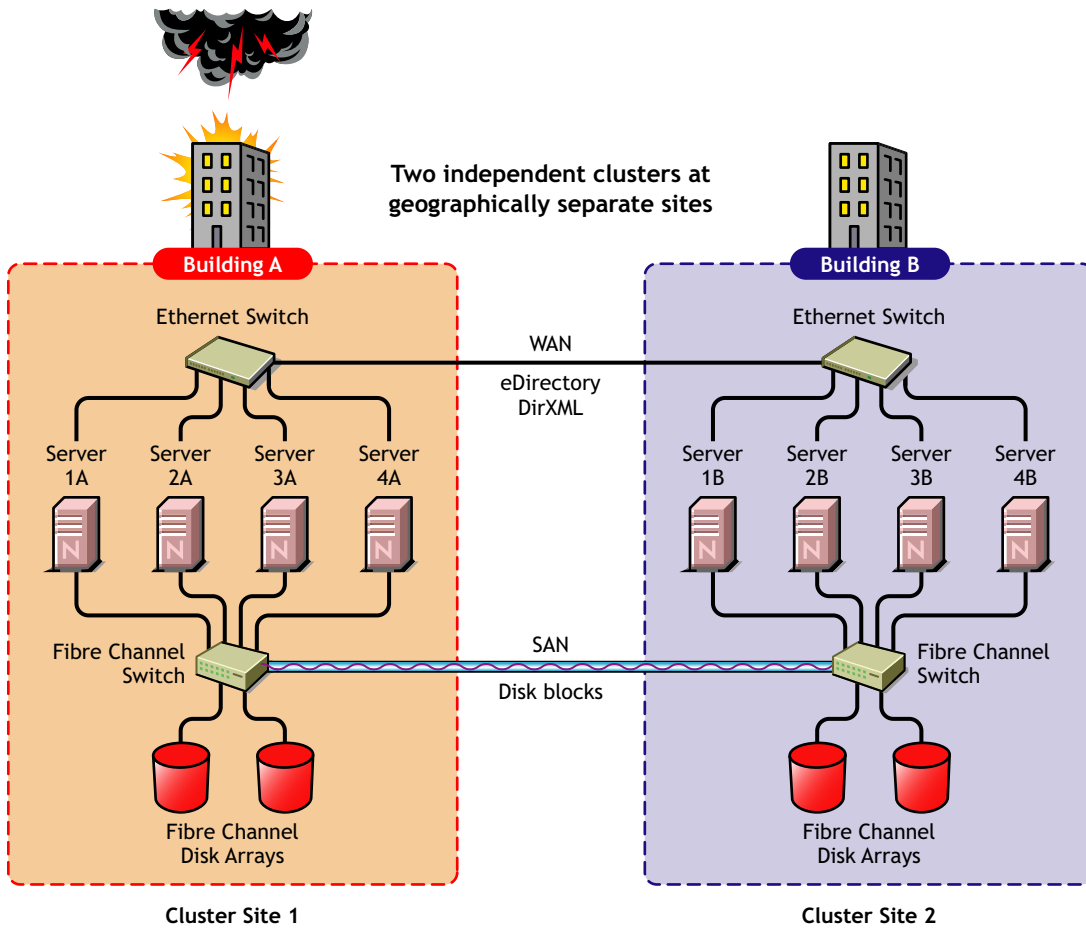 Two independent clusters at
geographically separate sites
Building A
Building B
Ethernet Switch
Ethernet Switch
WAN
eDirectory
DirXML
Server
1A
Server
2A
Server
3A
Server
4A
Server
1B
Server
2B
Server
3B
Server
4B
N
N
N
N
N
N
N
N
Fibre Channel
Switch
SAN
Disk blocks
Fibre Channel
Switch
Fibre Channel
Disk Arrays
Fibre Channel
Disk Arrays
Cluster Site 1
Cluster Site 2